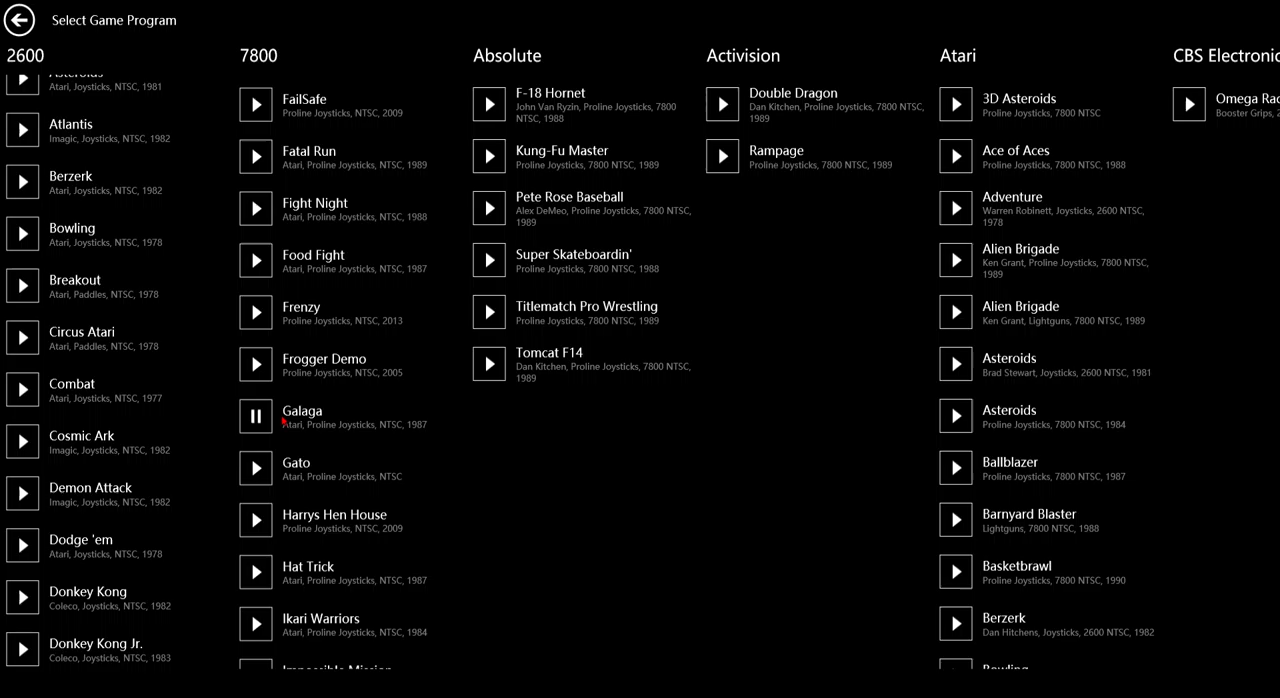 Select Game Program
2600
Asteroids
Atari, Joysticks, NTSC, 1981
Atlantis
Imagic, Joysticks, NTSC, 1982
Berzerk
Atari, Joysticks, NTSC, 1982
Bowling
Atari, Joysticks, NTSC, 1978
Breakout
Atari, Paddles, NTSC, 1978
Circus Atari
Atari, Paddles, NTSC, 1978
Combat
Atari, Joysticks, NTSC, 1977
Cosmic Ark
Imagic, Joysticks, NTSC, 1982
Demon Attack
Imagic, Joysticks, NTSC, 1982
Dodge 'em
Atari, Joysticks, NTSC, 1978
Donkey Kong
Coleco, Joysticks, NTSC, 1982
Donkey Kong Jr.
Coleco, Joysticks, NTSC, 1983
7800
FailSafe
Proline Joysticks, NTSC, 2009
Fatal Run
Atari, Proline Joysticks, NTSC, 1989
Fight Night
Atari, Proline Joysticks, NTSC, 1988
Food Fight
Atari, Proline Joysticks, NTSC, 1987
Frenzy
Proline Joysticks, NTSC, 2013
Frogger Demo
Proline Joysticks, NTSC, 2005
Galaga
Atari, Proline Joysticks, NTSC, 1987
Gato
Atari, Proline Joysticks, NTSC
Harrys Hen House
Proline Joysticks, NTSC, 2009
Hat Trick
Atari, Proline Joysticks, NTSC, 1987
Ikari Warriors
Atari, Proline Joysticks, NTSC, 1984
Impossible Mission
Absolute
F-18 Hornet
John Van Ryzin, Proline Joysticks, 7800
NTSC, 1988
Kung-Fu Master
Proline Joysticks, 7800 NTSC, 1989
Pete Rose Baseball
Alex DeMeo, Proline Joysticks, 7800 NTSC,
1989
Super Skateboardin'
Proline Joysticks, 7800 NTSC, 1988
Titlematch Pro Wrestling
Proline Joysticks, 7800 NTSC, 1989
Tomcat F14
Dan Kitchen, Proline Joysticks, 7800 NTSC,
1989
Activision
Double Dragon
Dan Kitchen, Proline Joysticks, 7800 NTSC,
1989
Rampage
Proline Joysticks, 7800 NTSC, 1989
Atari
3D Asteroids
Proline Joysticks, 7800 NTSC
Ace of Aces
Proline Joysticks, 7800 NTSC, 1988
Adventure
Warren Robinett, Joysticks, 2600 NTSC,
1978
Alien Brigade
Ken Grant, Proline Joysticks, 7800 NTSC,
1989
Alien Brigade
Ken Grant, Lightguns, 7800 NTSC, 1989
Asteroids
Brad Stewart, Joysticks, 2600 NTSC, 1981
Asteroids
Proline Joysticks, 7800 NTSC, 1984
Ballblazer
Proline Joysticks, 7800 NTSC, 1987
Barnyard Blaster
Lightguns, 7800 NTSC, 1988
Basketbrawl
Proline Joysticks, 7800 NTSC, 1990
Berzerk
Dan Hitchens, Joysticks, 2600 NTSC, 1982
Bowling
CBS Electronic
Omega Rac
Booster Grips, 2